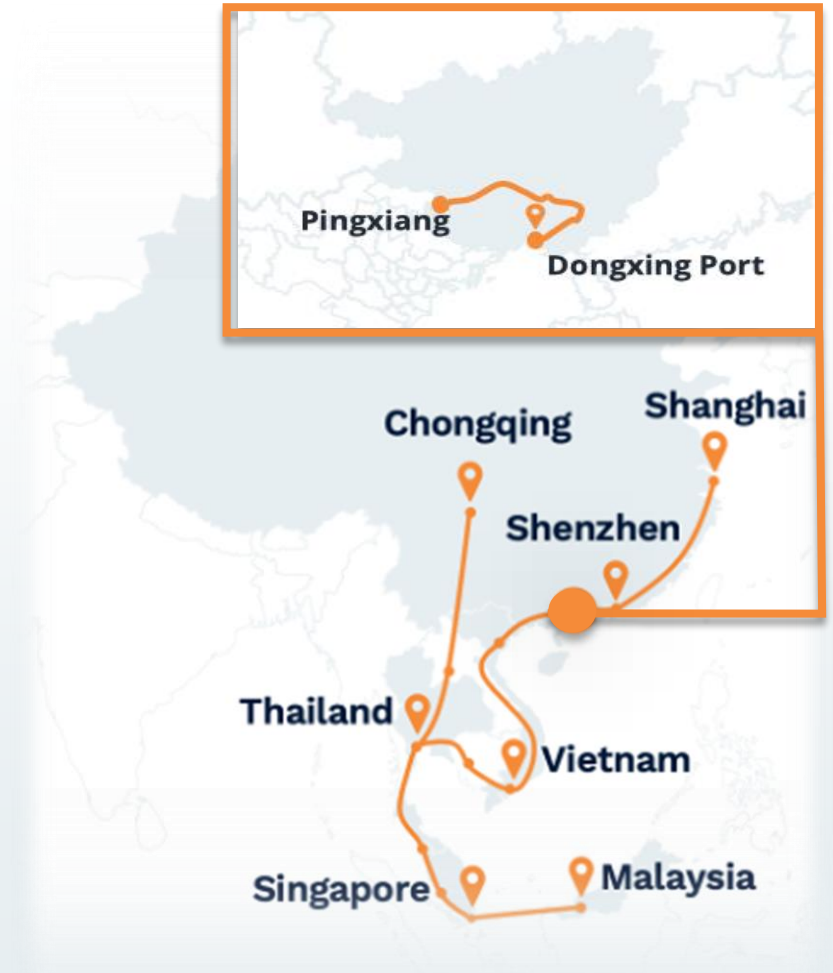 Pingxiang
Dongxing Port
Shanghai
Chongqing
Shenzhen
Thailand
Vietnam
Malaysia
Singapore